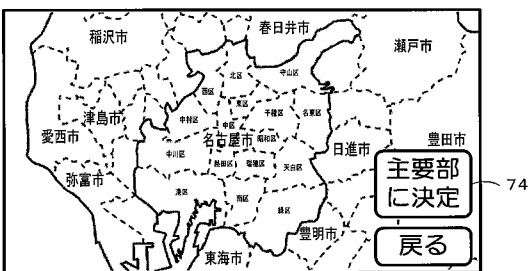 稲沢市
春日井市
瀬戸市
北区
守山区
西区
東区
津島市
中村区
中区
千種区
名東区
愛西市
名古屋市
昭和区
日進市
豊田市
中川区
熱田区
瑞穂区
天白区
弥富市
主要部
に決定
74
港区
南区
緑区
豊明市
東海市
戻る